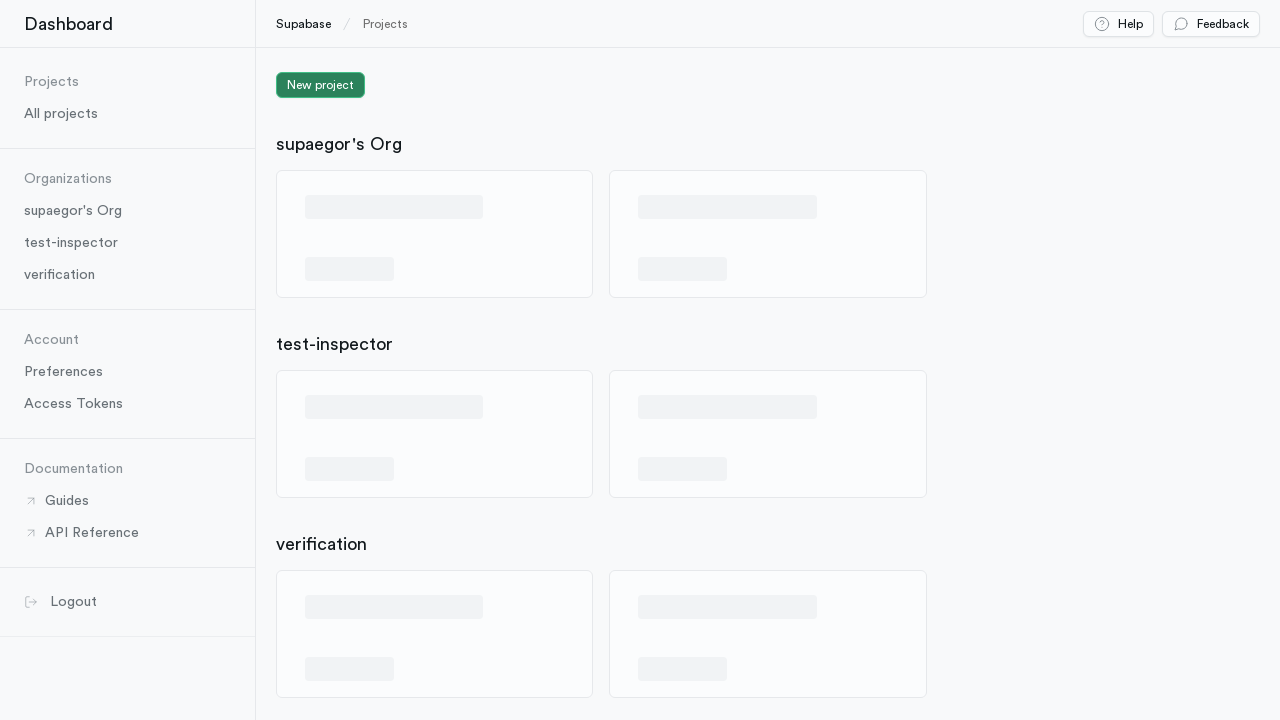 Dashboard
Supabase / Projects
Help
Feedback
Projects
All projects
Organizations
supaegor's Org
test-inspector
verification
Account
Preferences
Access Tokens
Documentation
Guides
API Reference
Logout
New project
supaegor's Org
test-inspector
verification